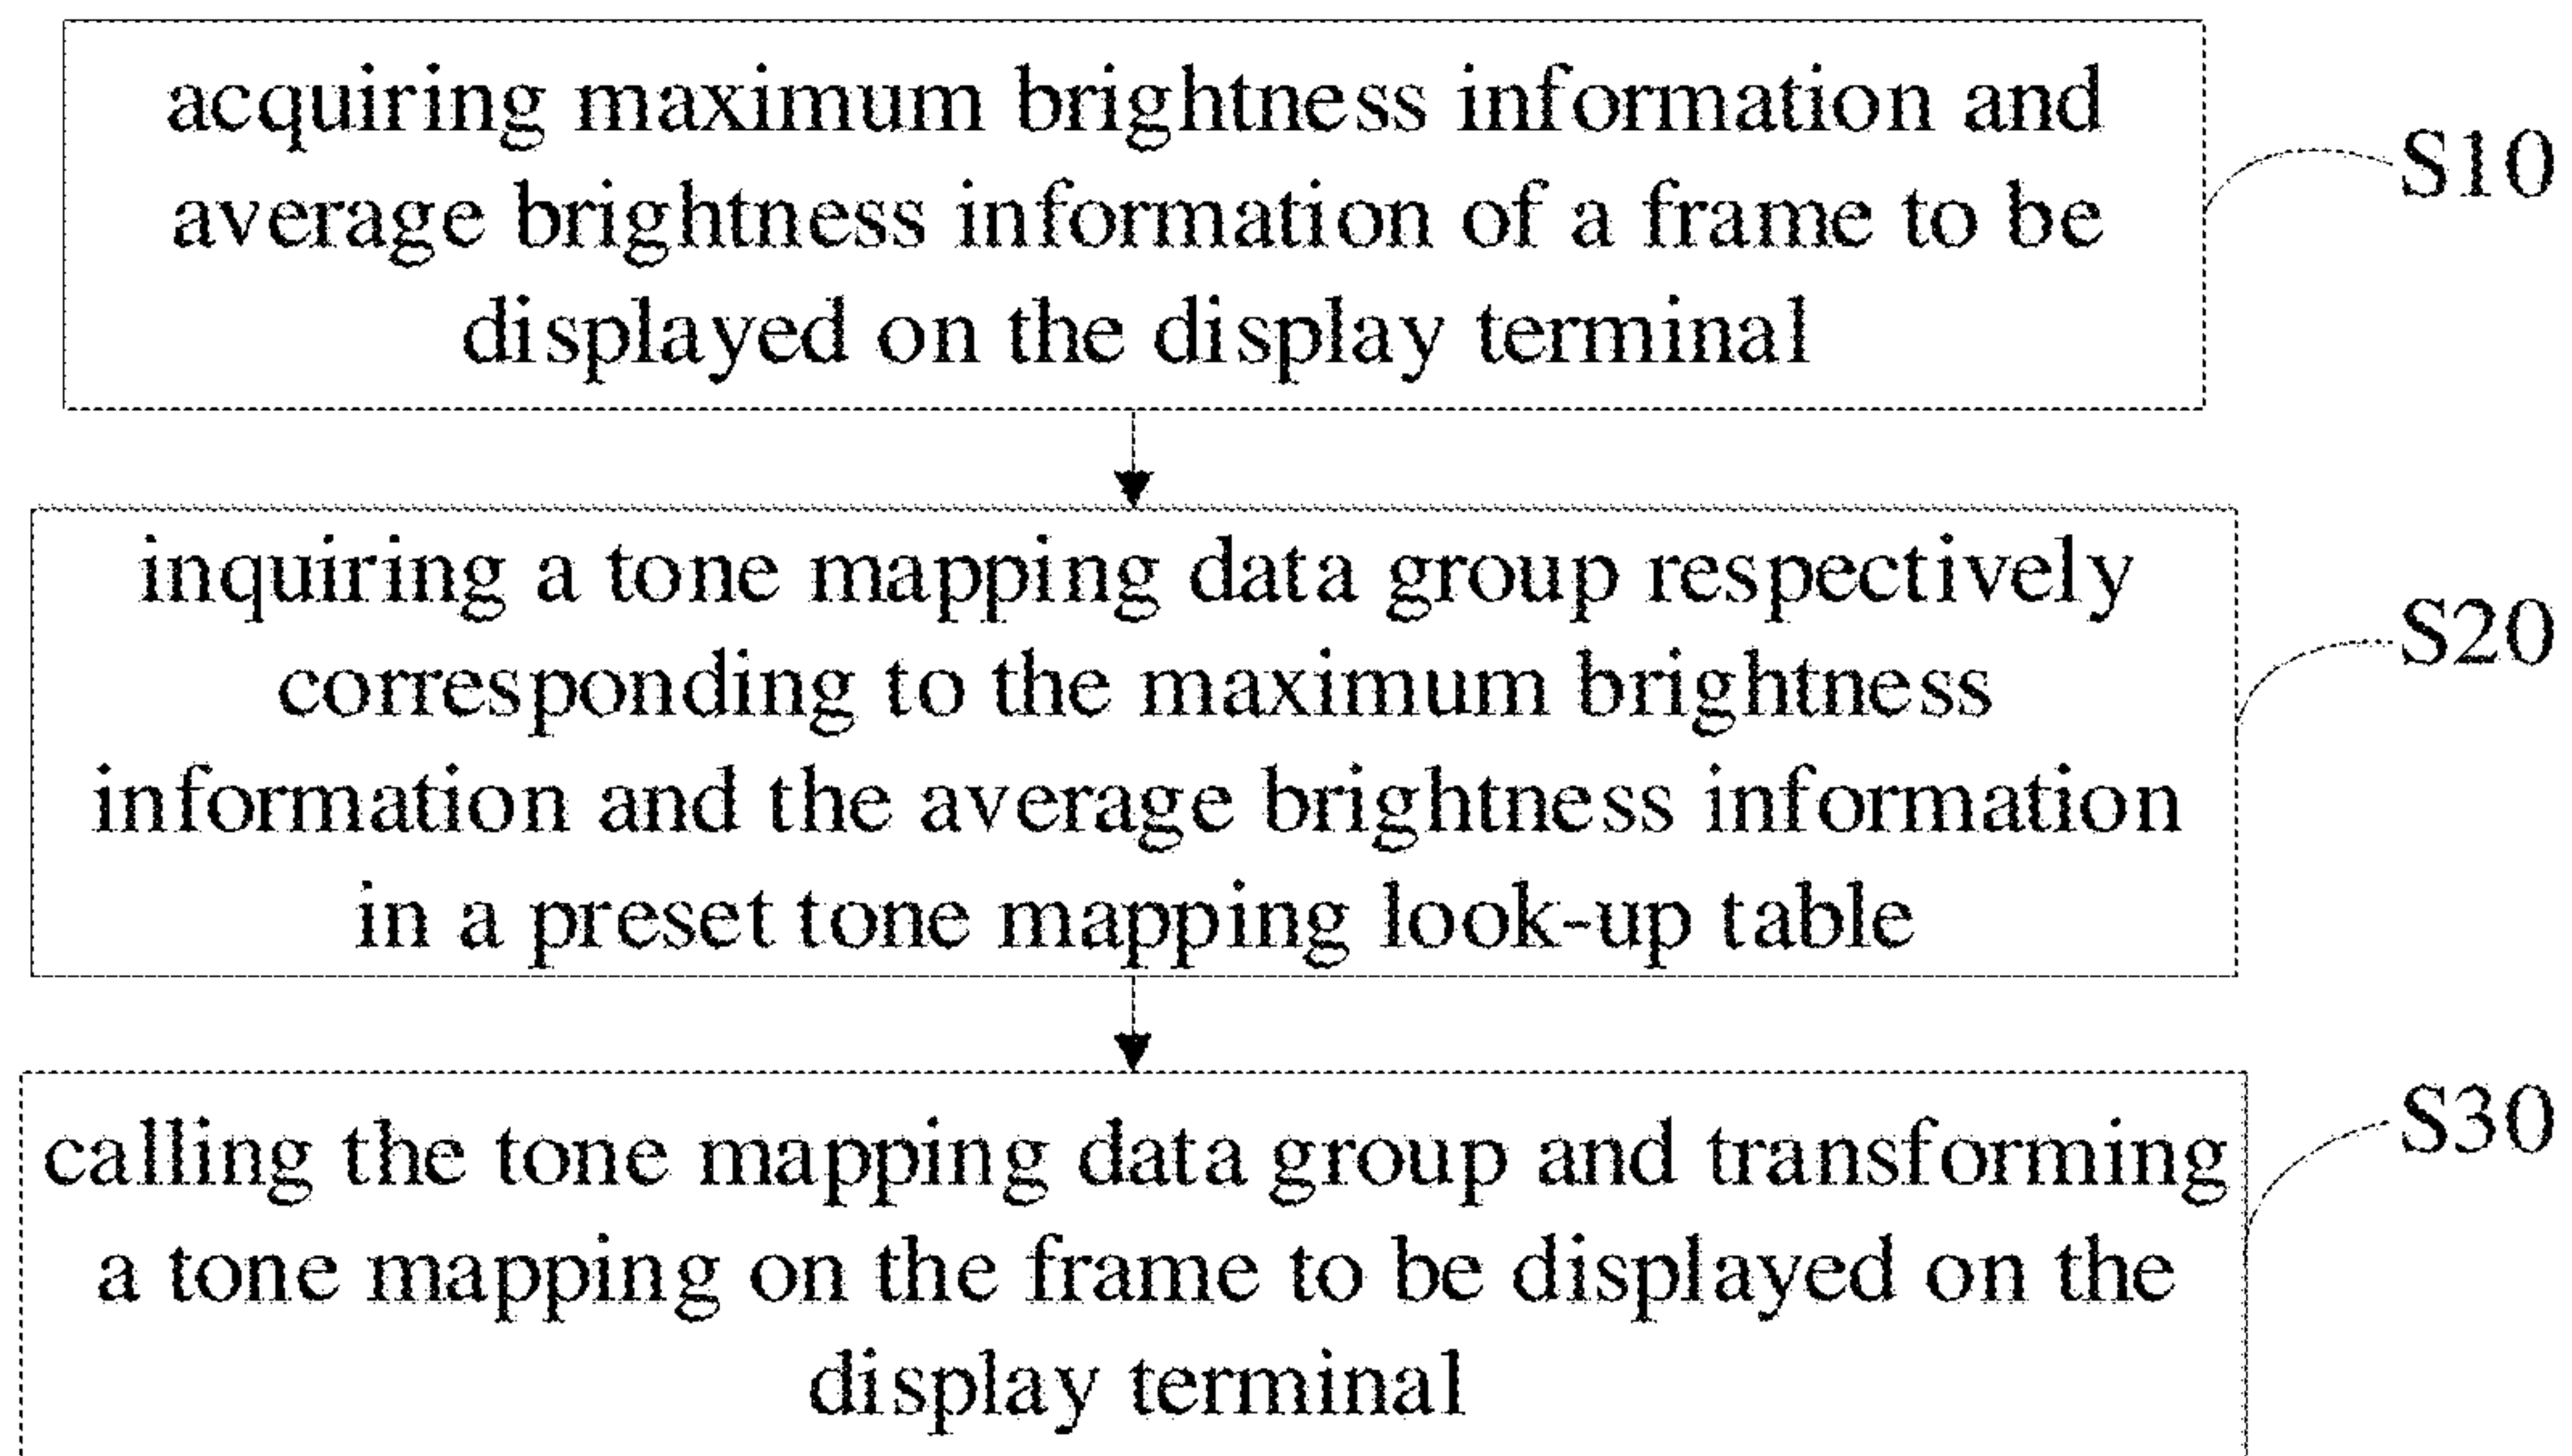 acquiring maximum brightness information and
average brightness information of a frame to be
displayed on the display terminal
S10
inquiring a tone mapping data group respectively
corresponding to the maximum brightness
information and the average brightness information
in a preset tone mapping look-up table
S20
calling the tone mapping data group and transforming
a tone mapping on the frame to be displayed on the
display terminal
S30